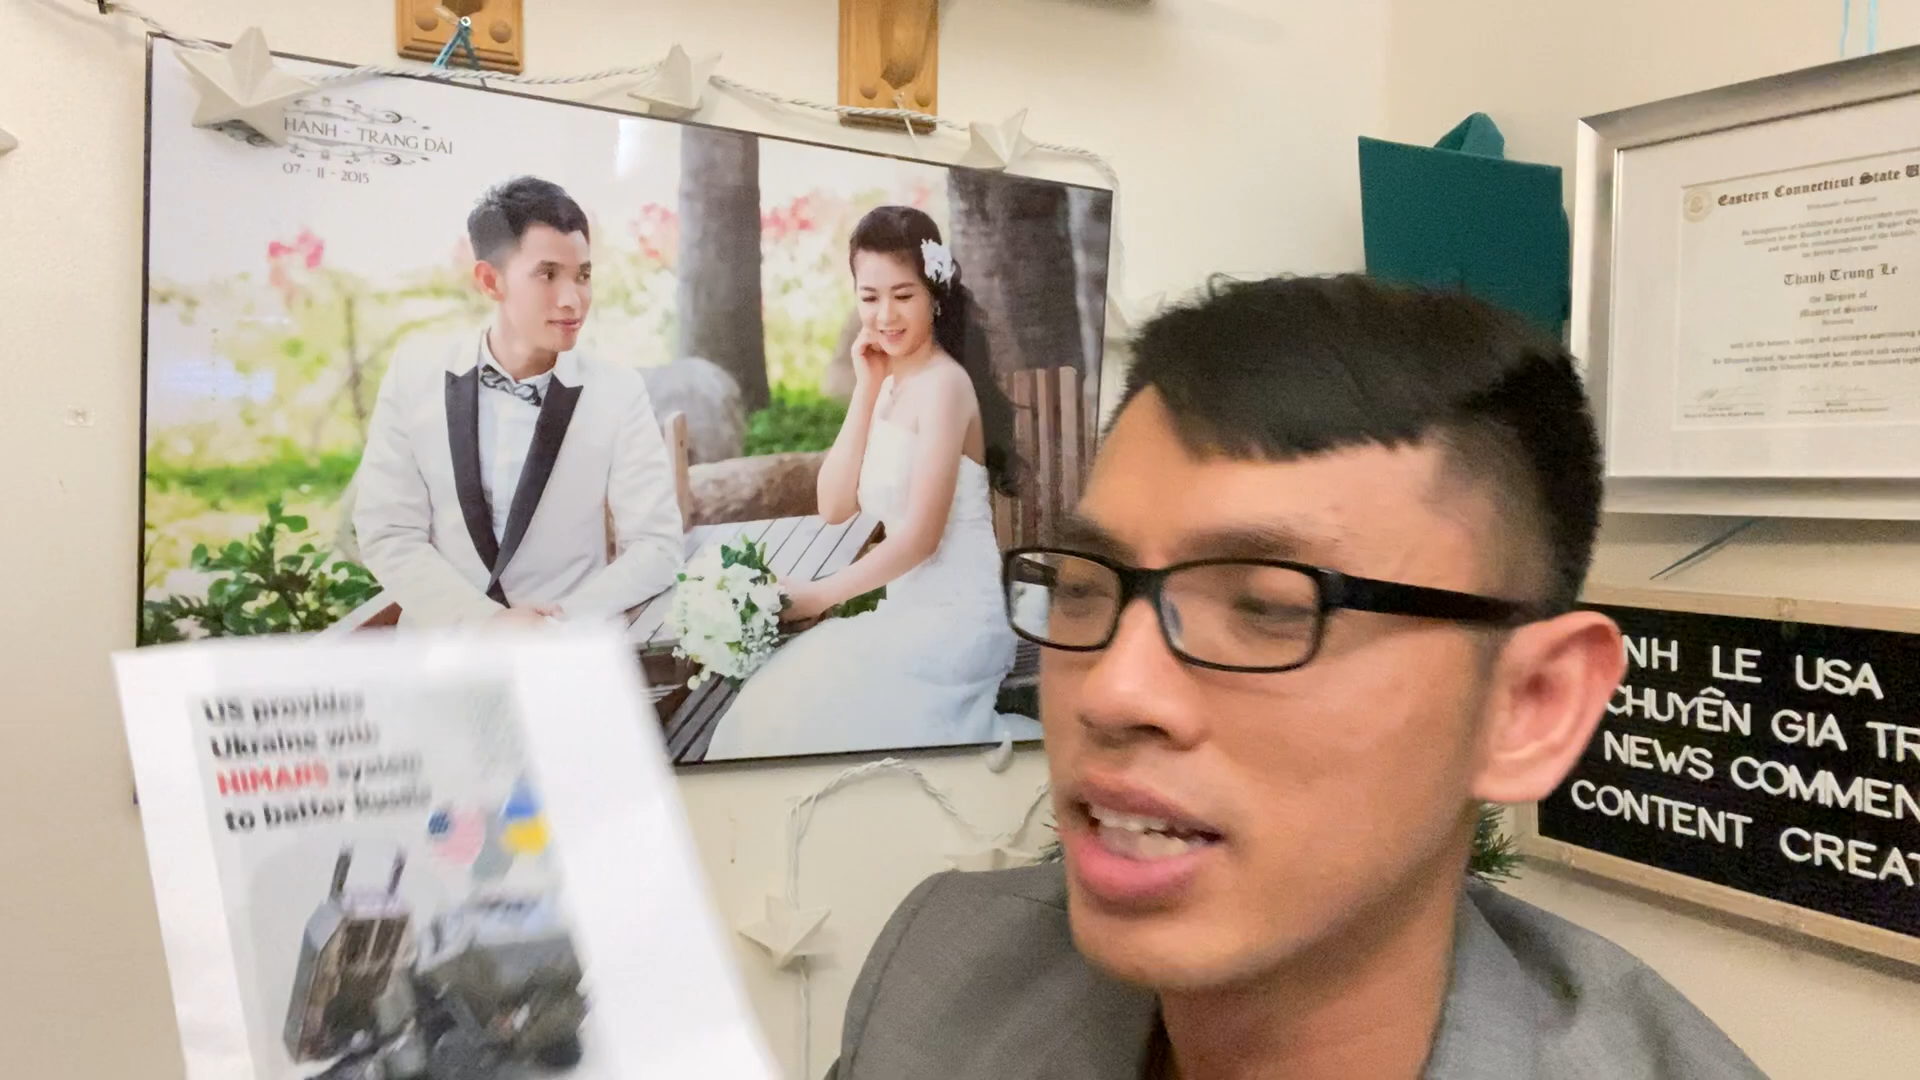 HANH - TRANG ĐÀI
07 - 11 - 2015
US provides
Ukraine with
HIMARS system
to batter Russia
Eastern Connecticut State U
Thanh Trung Le
the Degree of
Master of Science
NH LE USA
CHUYÊN GIA TR
NEWS COMMEN
CONTENT CREAT